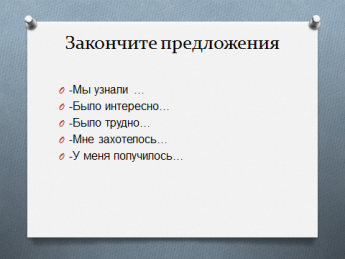 Закончите предложения
-Мы узнали …
-Было интересно…
-Было трудно…
-Мне захотелось…
-У меня получилось…